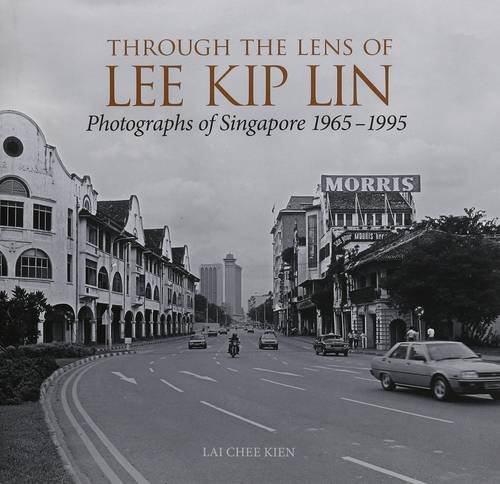 THROUGH THE LENS OF
LEE KIP LIN
Photographs of Singapore 1965–1995
MORRIS
LAI CHEE KIEN